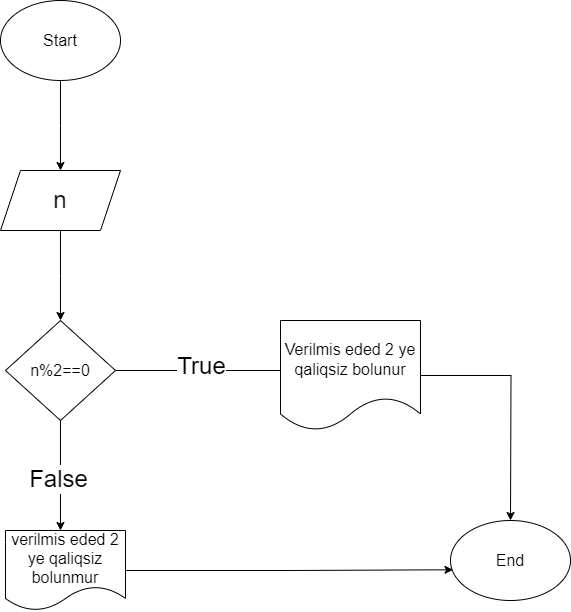 Start
n
n%2==0
True
Verilmis eded 2 ye
qaliqsiz bolunur
False
verilmis eded 2
ye qaliqsiz
bolunmur
End